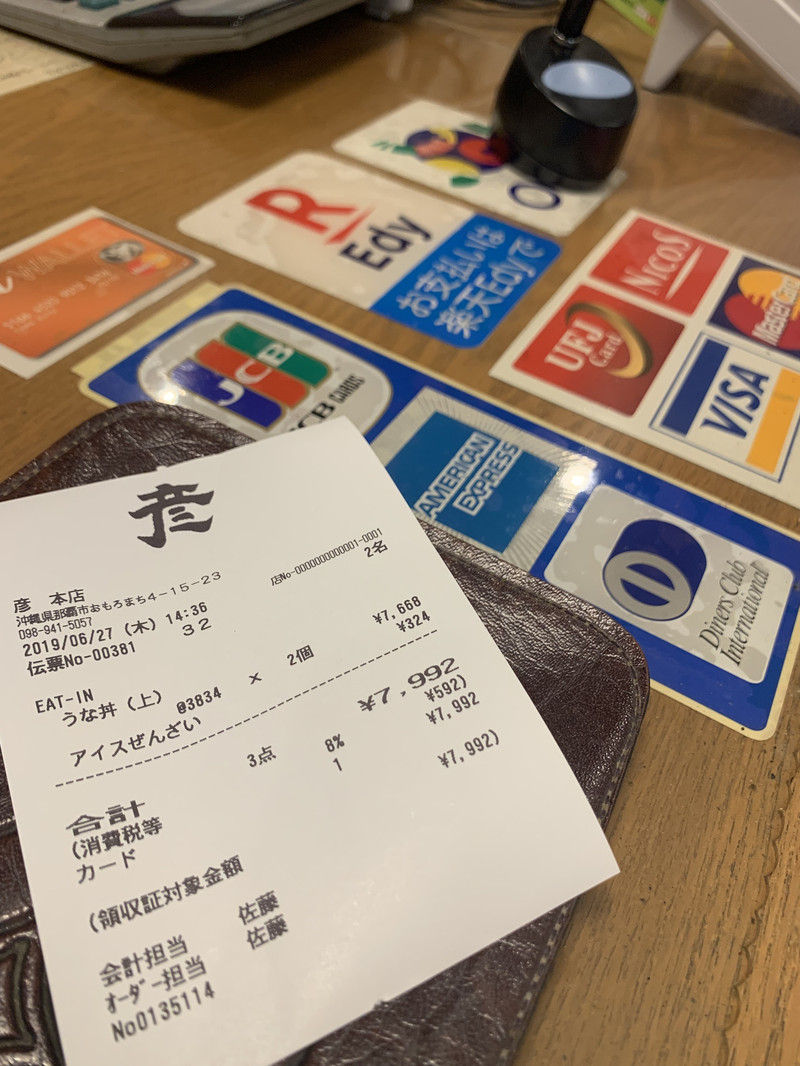 R
Edy
お支払いは
楽天Edyで
NICOS
UFJ
Card
MasterCard
VISA
JCB
JCB CARDS
AMERICAN
EXPRESS
Diners Club
International
彦
店No-0000000000001-0001
彦 本店 2名
沖縄県那覇市おもろまち4-15-23
098-941-5057
2019/06/27 (木) 14:36
伝票No-00381 32
EAT-IN
うな丼 (上) @3834 × 2個 ¥7,668
アイスぜんざい ¥324
合計 3点 ¥7,992
(消費税等 8% ¥592)
カード 1 ¥7,992
(領収証対象金額 ¥7,992)
会計担当 佐藤
オーダー担当 佐藤
No0135114